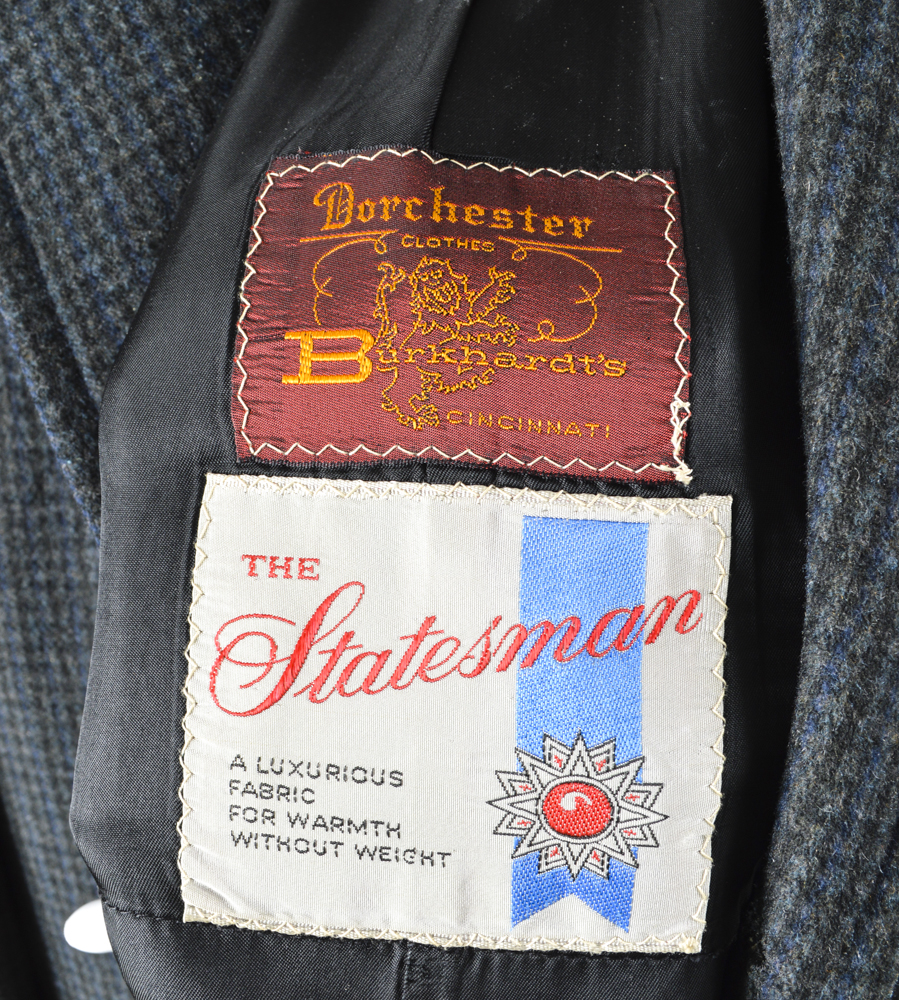 Dorchester
CLOTHES
Burkhardt's
CINCINNATI
THE
Statesman
A LUXURIOUS
FABRIC
FOR WARMTH
WITHOUT WEIGHT